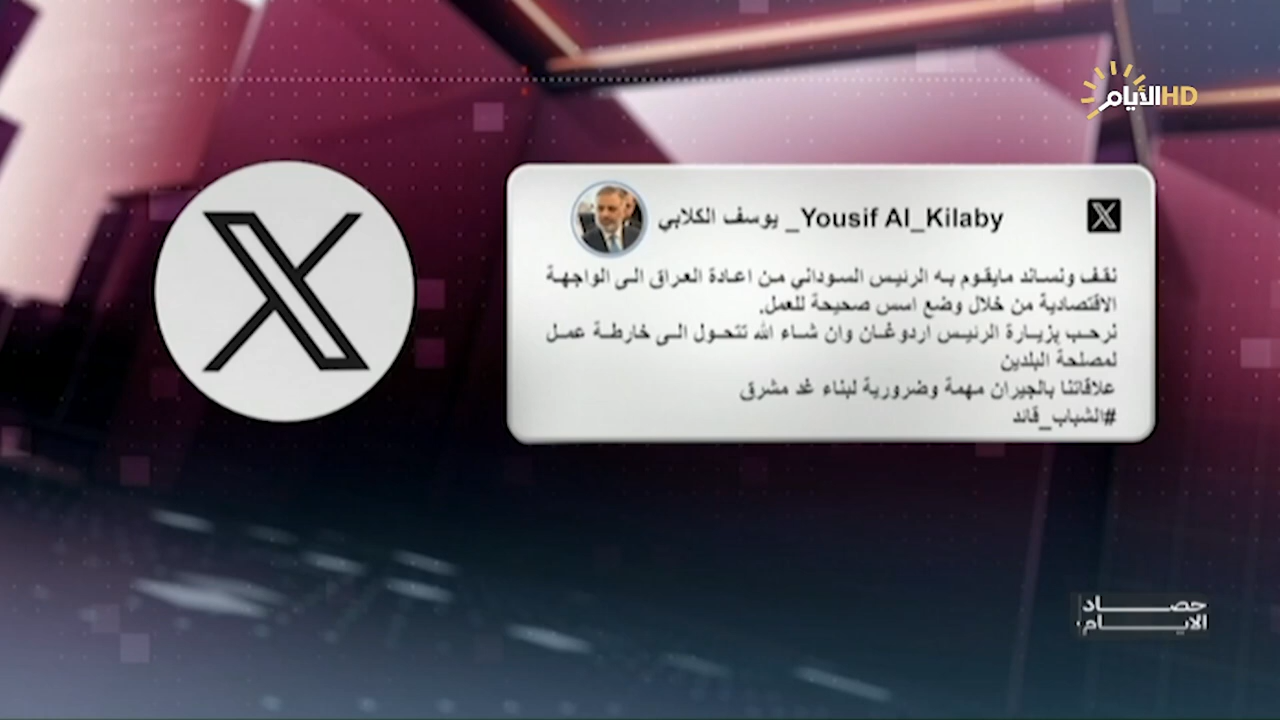 الأيام HD
يوسف الكلابي _Yousif Al_Kilaby
نقف ونساند مايقوم به الرئيس السوداني من اعادة العراق الى الواجهة
الاقتصادية من خلال وضع اسس صحيحة للعمل.
نرحب بزيارة الرئيس اردوغان وان شاء الله تتحول الى خارطة عمل
لمصلحة البلدين
علاقاتنا بالجيران مهمة وضرورية لبناء غد مشرق
#الشباب_قائد
حصاد
الايام